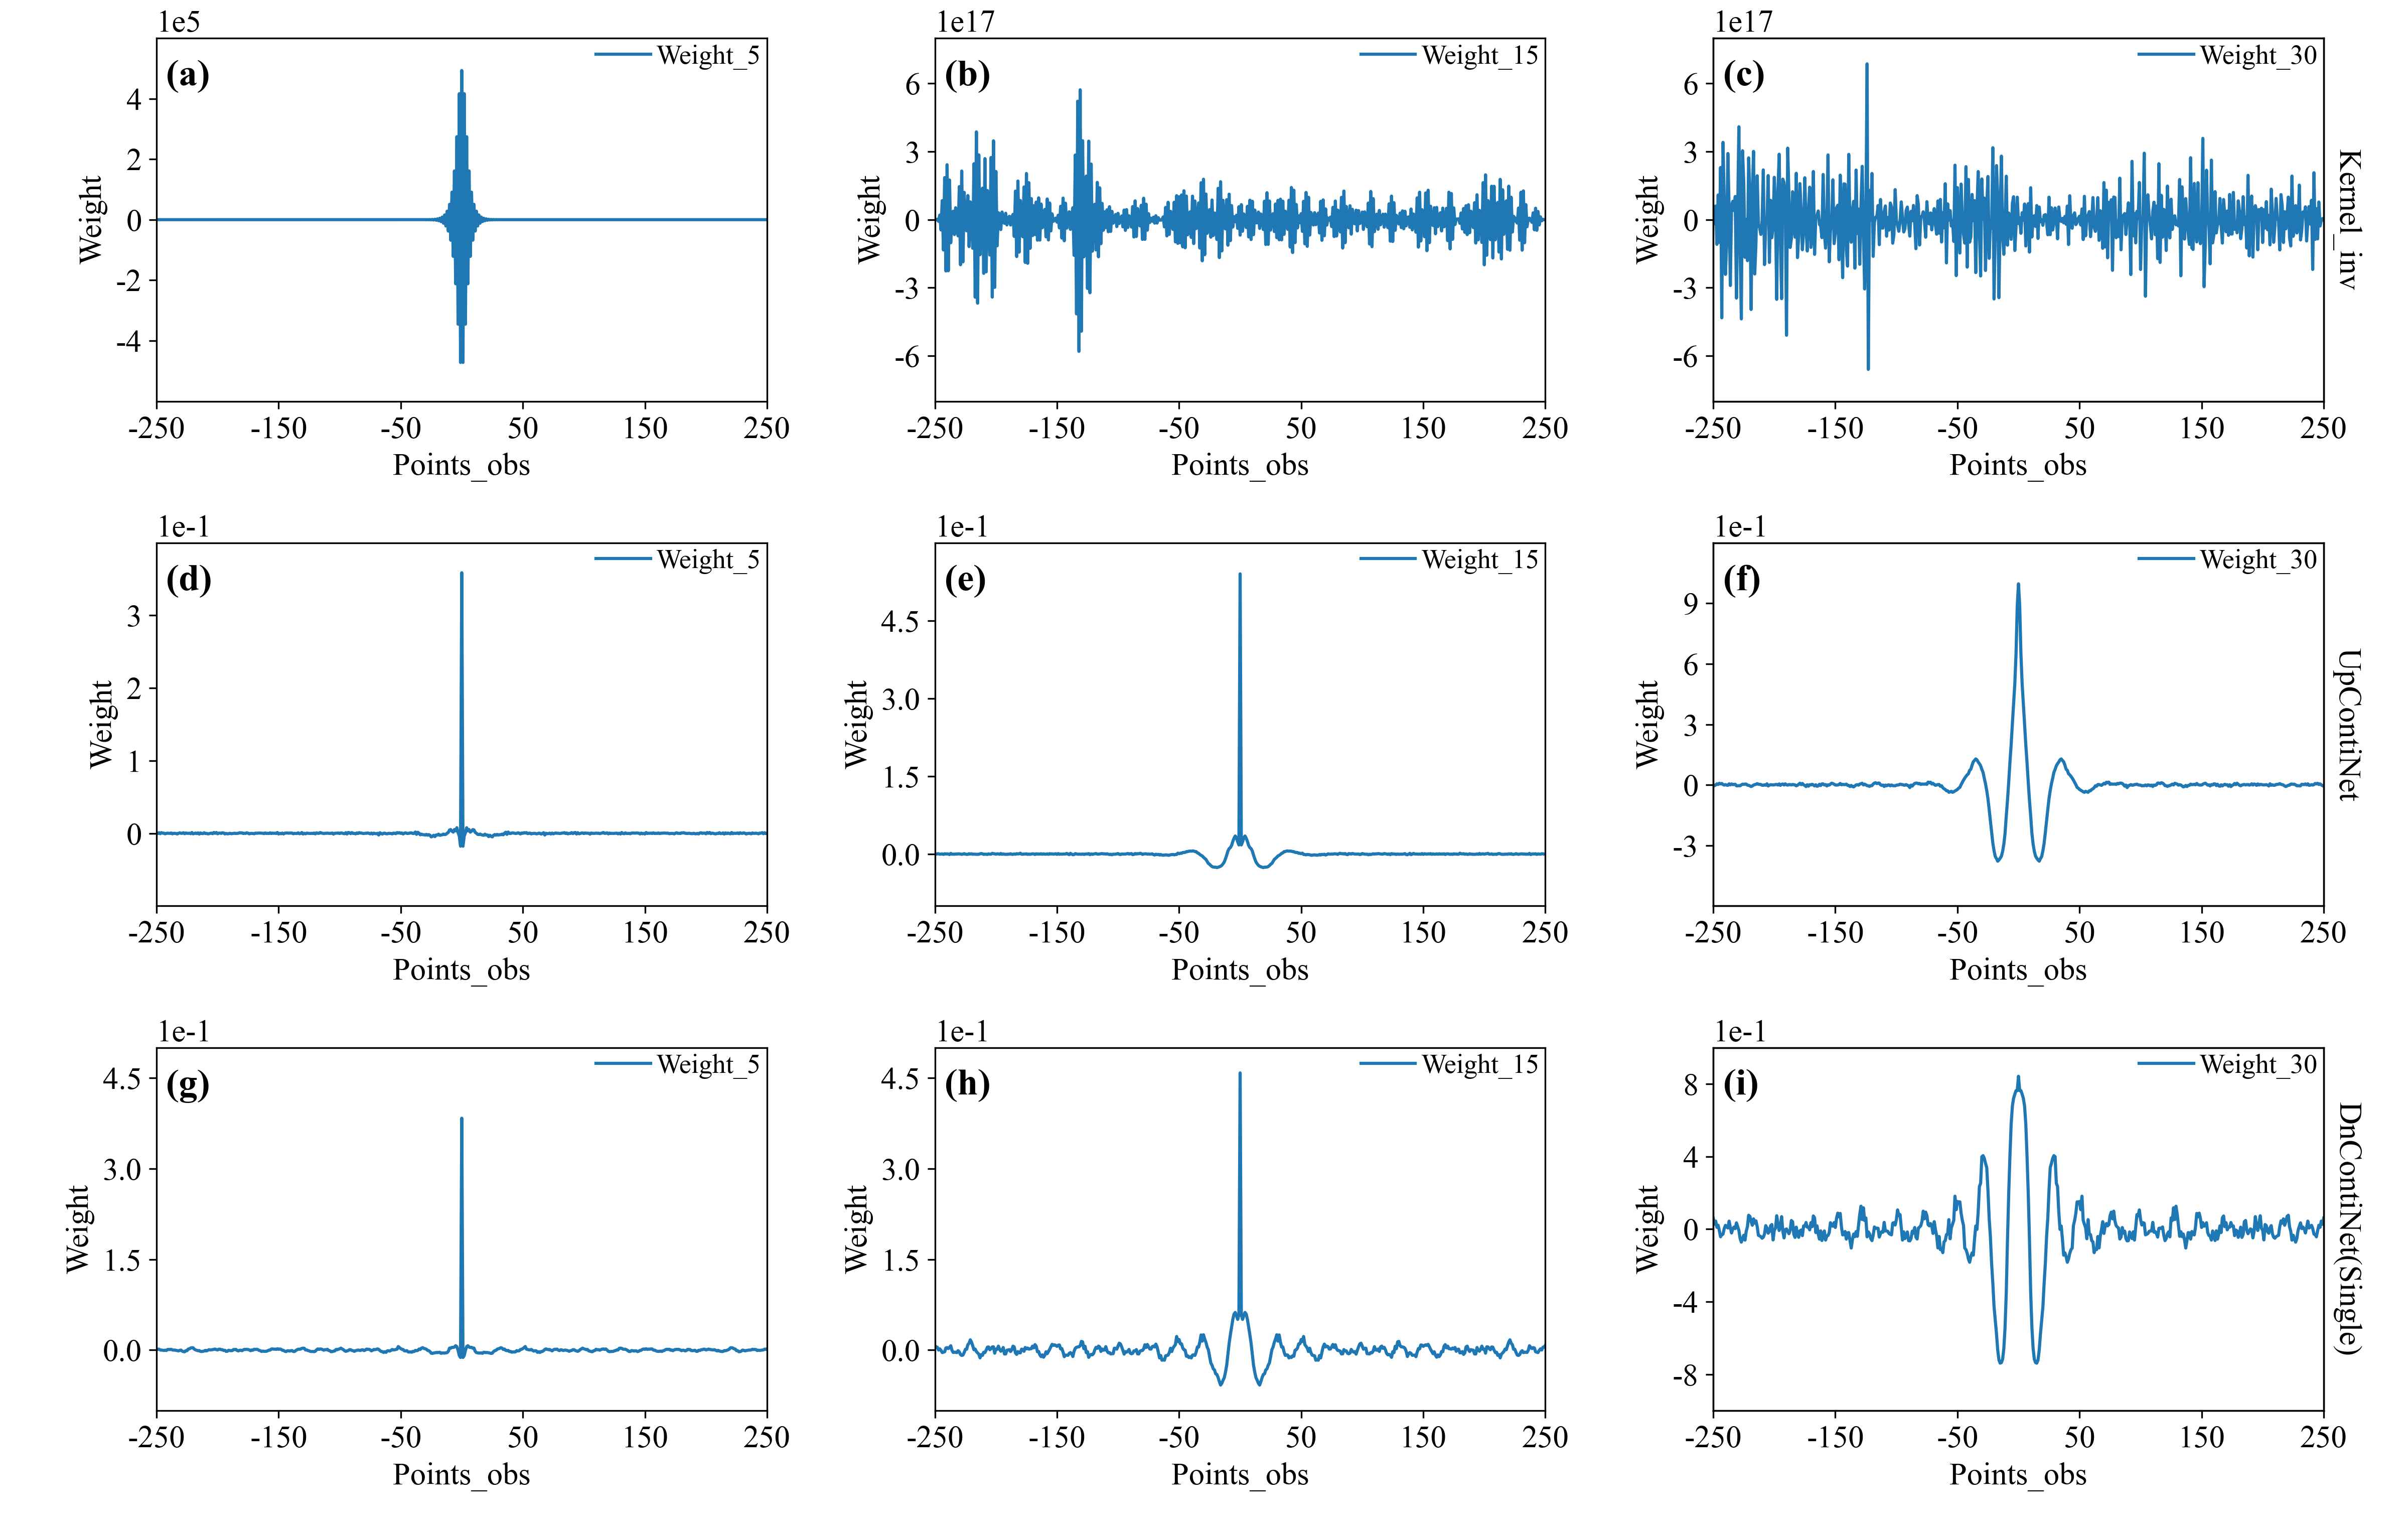 1e5
(a)
Weight_5
4
2
0
-2
-4
Weight
-250 -150 -50 50 150 250
Points_obs
1e17
(b)
Weight_15
6
3
0
-3
-6
Weight
-250 -150 -50 50 150 250
Points_obs
1e17
(c)
Weight_30
6
3
0
-3
-6
Weight
-250 -150 -50 50 150 250
Points_obs
Kernel_inv
1e-1
(d)
Weight_5
3
2
1
0
Weight
-250 -150 -50 50 150 250
Points_obs
1e-1
(e)
Weight_15
4.5
3.0
1.5
0.0
Weight
-250 -150 -50 50 150 250
Points_obs
1e-1
(f)
Weight_30
9
6
3
0
-3
Weight
-250 -150 -50 50 150 250
Points_obs
UpContiNet
1e-1
(g)
Weight_5
4.5
3.0
1.5
0.0
Weight
-250 -150 -50 50 150 250
Points_obs
1e-1
(h)
Weight_15
4.5
3.0
1.5
0.0
Weight
-250 -150 -50 50 150 250
Points_obs
1e-1
(i)
Weight_30
8
4
0
-4
-8
Weight
-250 -150 -50 50 150 250
Points_obs
DnContiNet(Single)